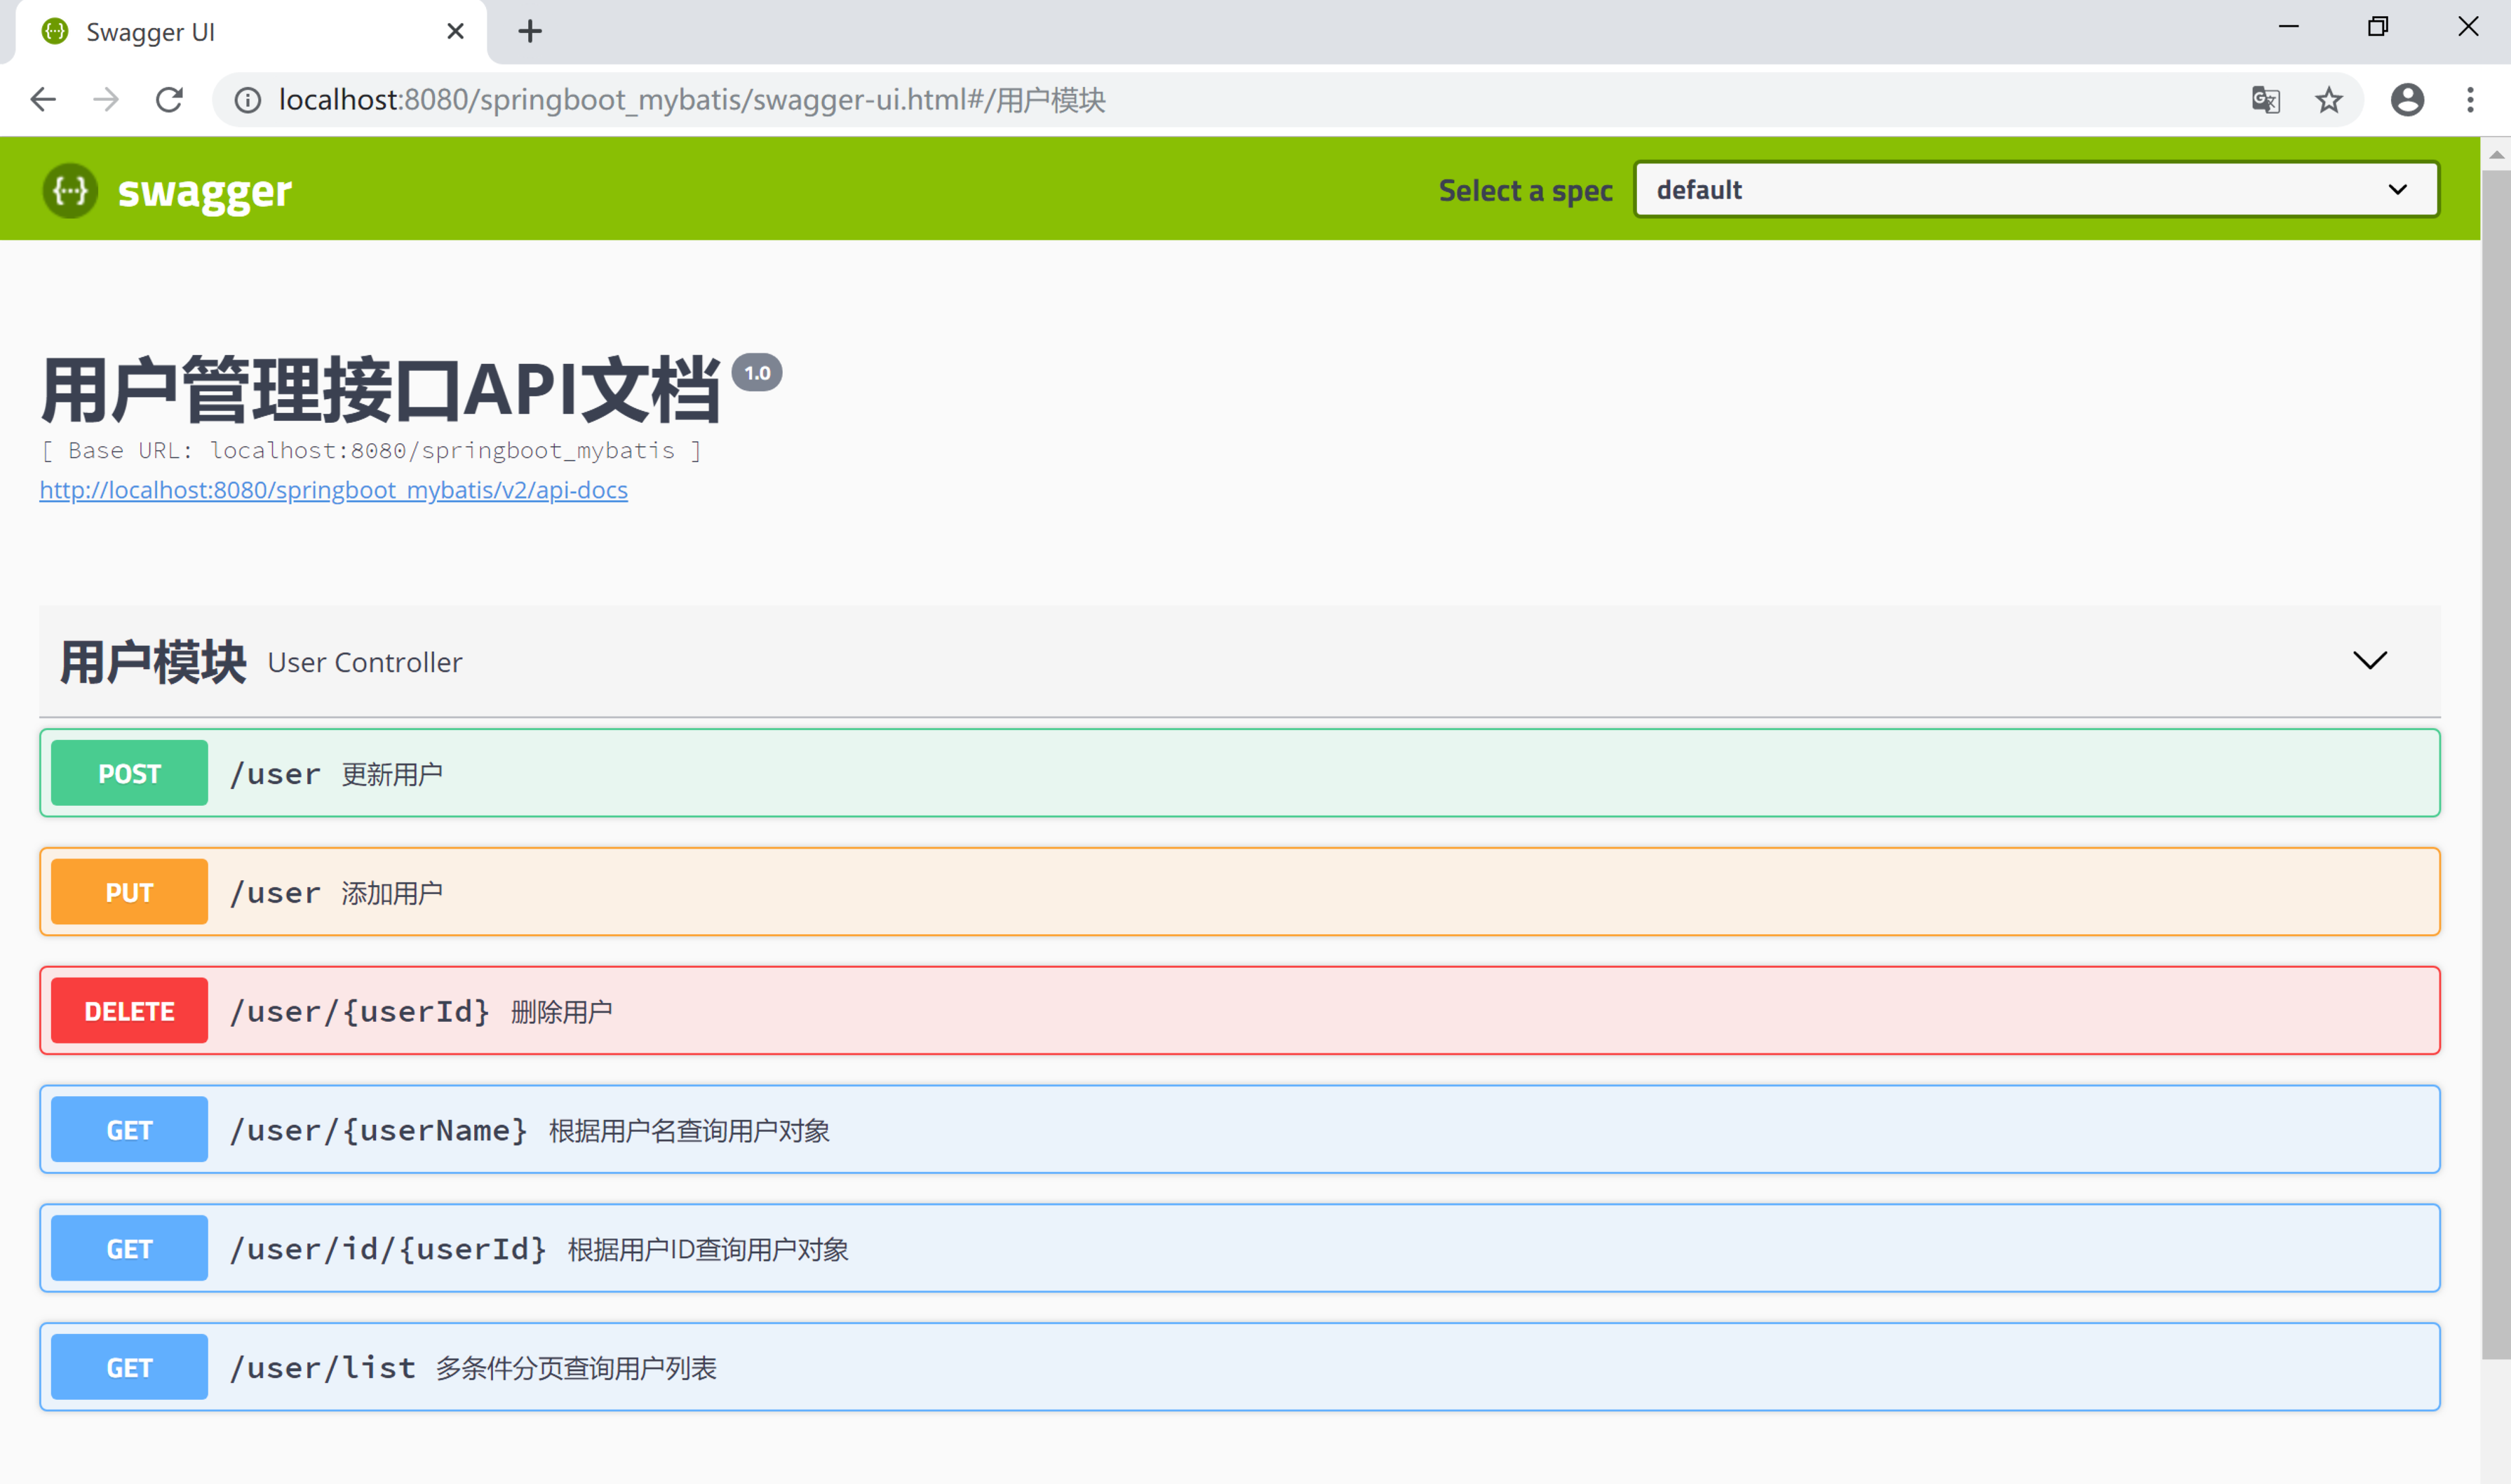 Swagger UI
localhost:8080/springboot_mybatis/swagger-ui.html#/用户模块
{···} swagger
Select a spec default
用户管理接口API文档 1.0
[ Base URL: localhost:8080/springboot_mybatis ]
http://localhost:8080/springboot_mybatis/v2/api-docs
用户模块 User Controller
POST /user 更新用户
PUT /user 添加用户
DELETE /user/{userId} 删除用户
GET /user/{userName} 根据用户名查询用户对象
GET /user/id/{userId} 根据用户ID查询用户对象
GET /user/list 多条件分页查询用户列表